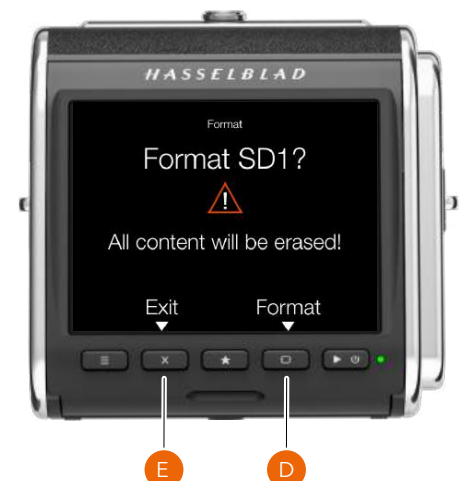 HASSELBLAD
Format
Format SD1?
!
All content will be erased!
Exit Format
X
E D